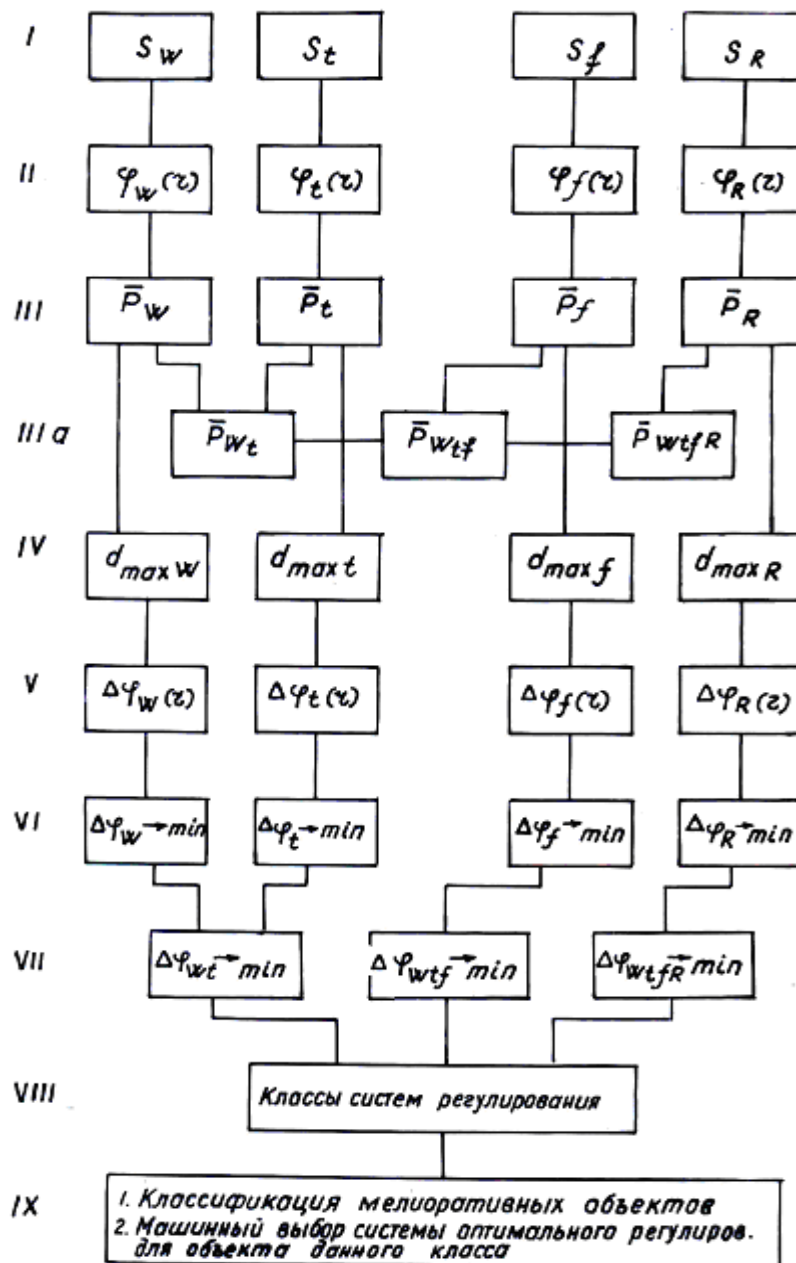 I S_W S_t S_f S_R
II φ_W(τ) φ_t(τ) φ_f(τ) φ_R(τ)
III P̅_W P̅_t P̅_f P̅_R
III a P̅_Wt P̅_Wtf P̅_WtfR
IV d_max W d_max t d_max f d_max R
V Δφ_W(τ) Δφ_t(τ) Δφ_f(τ) Δφ_R(τ)
VI Δφ_W→min Δφ_t→min Δφ_f→min Δφ_R→min
VII Δφ_Wt→min Δφ_Wtf→min Δφ_WtfR→min
VIII Классы систем регулирования
IX 1. Классификация мелиоративных объектов
2. Машинный выбор системы оптимального регулиров.
для объекта данного класса